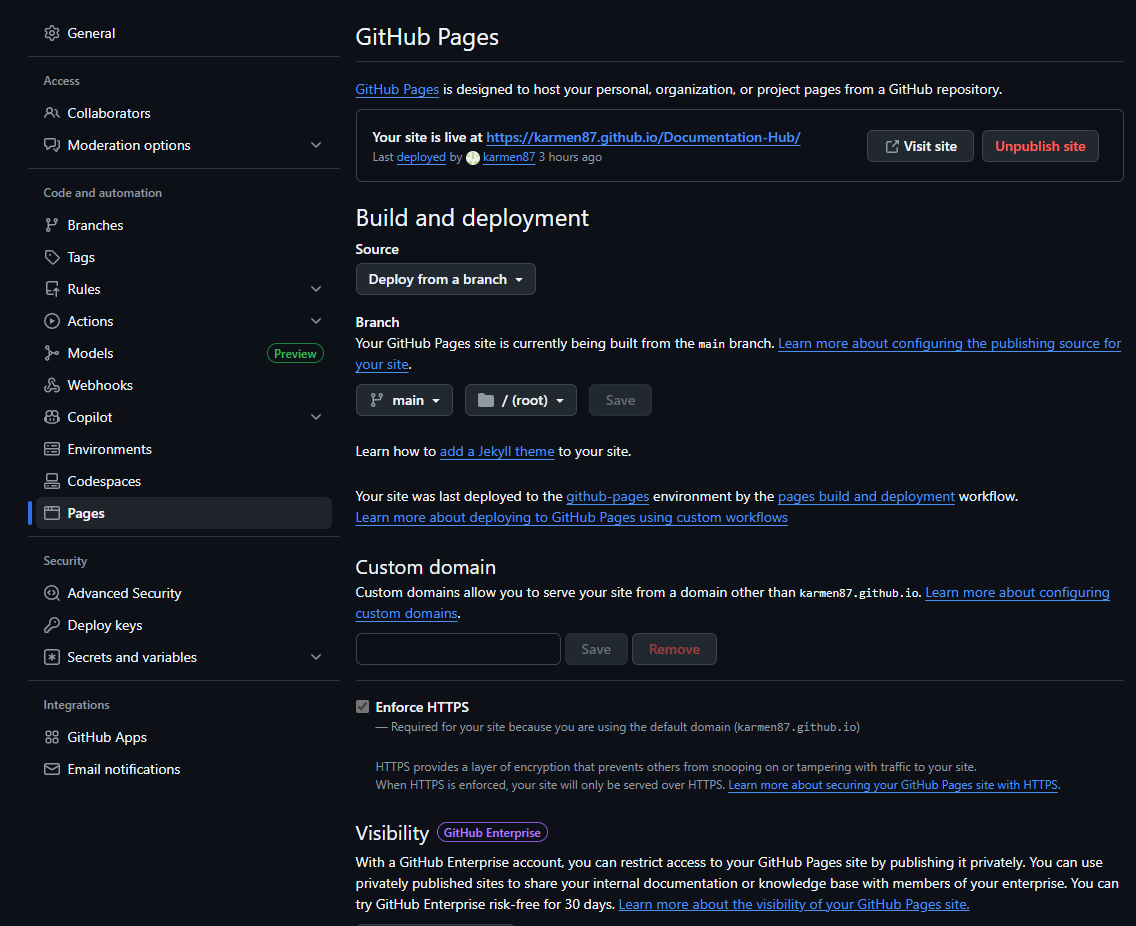 General
Access
Collaborators
Moderation options
Code and automation
Branches
Tags
Rules
Actions
Models Preview
Webhooks
Copilot
Environments
Codespaces
Pages
Security
Advanced Security
Deploy keys
Secrets and variables
Integrations
GitHub Apps
Email notifications
GitHub Pages
GitHub Pages is designed to host your personal, organization, or project pages from a GitHub repository.
Your site is live at https://karmen87.github.io/Documentation-Hub/
Last deployed by karmen87 3 hours ago
Visit site
Unpublish site
Build and deployment
Source
Deploy from a branch
Branch
Your GitHub Pages site is currently being built from the main branch. Learn more about configuring the publishing source for
your site.
main / (root) Save
Learn how to add a Jekyll theme to your site.
Your site was last deployed to the github-pages environment by the pages build and deployment workflow.
Learn more about deploying to GitHub Pages using custom workflows
Custom domain
Custom domains allow you to serve your site from a domain other than karmen87.github.io. Learn more about configuring
custom domains.
Save Remove
Enforce HTTPS
— Required for your site because you are using the default domain (karmen87.github.io)
HTTPS provides a layer of encryption that prevents others from snooping on or tampering with traffic to your site.
When HTTPS is enforced, your site will only be served over HTTPS. Learn more about securing your GitHub Pages site with HTTPS.
Visibility GitHub Enterprise
With a GitHub Enterprise account, you can restrict access to your GitHub Pages site by publishing it privately. You can use
privately published sites to share your internal documentation or knowledge base with members of your enterprise. You can
try GitHub Enterprise risk-free for 30 days. Learn more about the visibility of your GitHub Pages site.